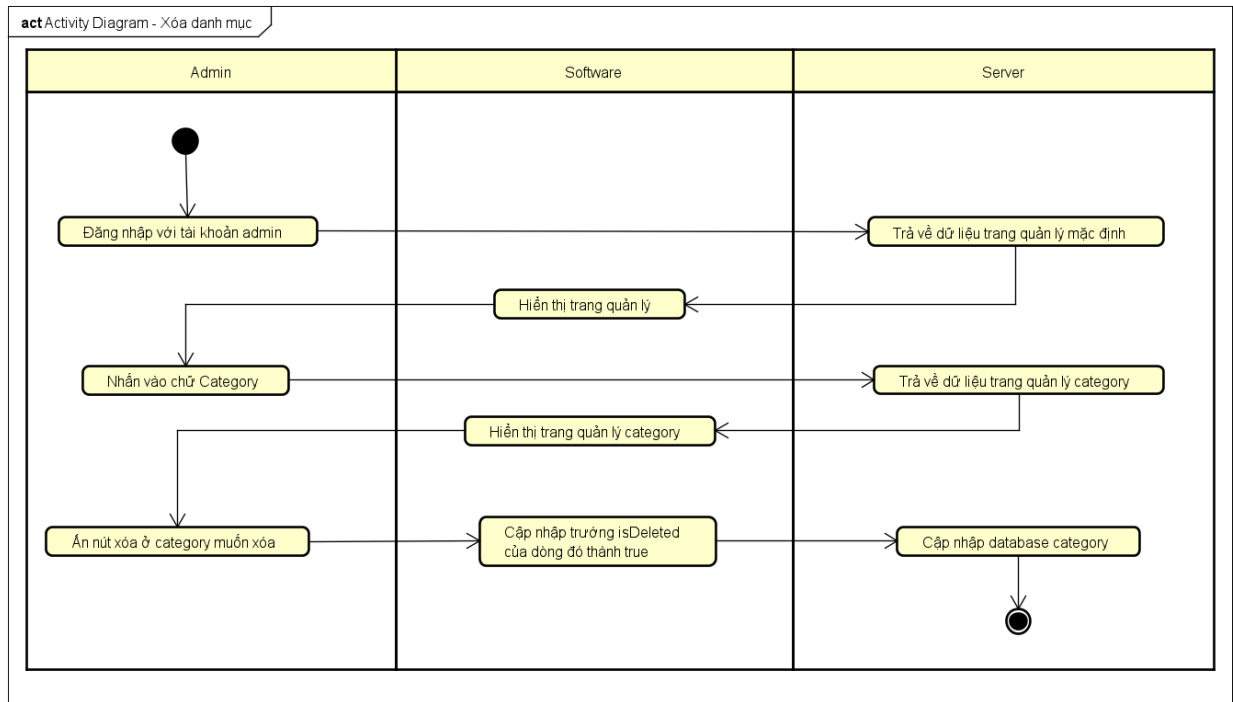 act Activity Diagram - Xóa danh mục
Admin
Software
Server
Đăng nhập với tài khoản admin
Trả về dữ liệu trang quản lý mặc định
Hiển thị trang quản lý
Nhấn vào chữ Category
Trả về dữ liệu trang quản lý category
Hiển thị trang quản lý category
Ấn nút xóa ở category muốn xóa
Cập nhập trường isDeleted
của dòng đó thành true
Cập nhập database category